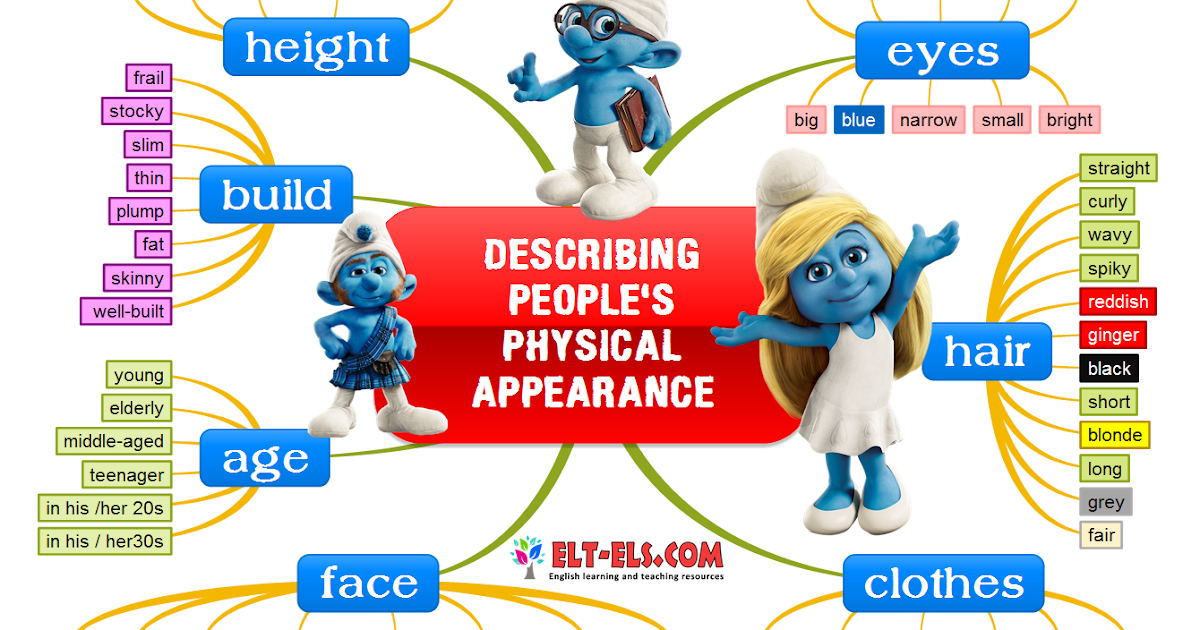 height
eyes
frail
stocky
slim
thin
plump
fat
skinny
well-built
build
big
blue
narrow
small
bright
DESCRIBING
PEOPLE'S
PHYSICAL
APPEARANCE
straight
curly
wavy
spiky
reddish
ginger
black
short
blonde
long
grey
fair
hair
young
elderly
middle-aged
teenager
in his /her 20s
in his / her30s
age
ELT-ELS.COM
English learning and teaching resources
face
clothes